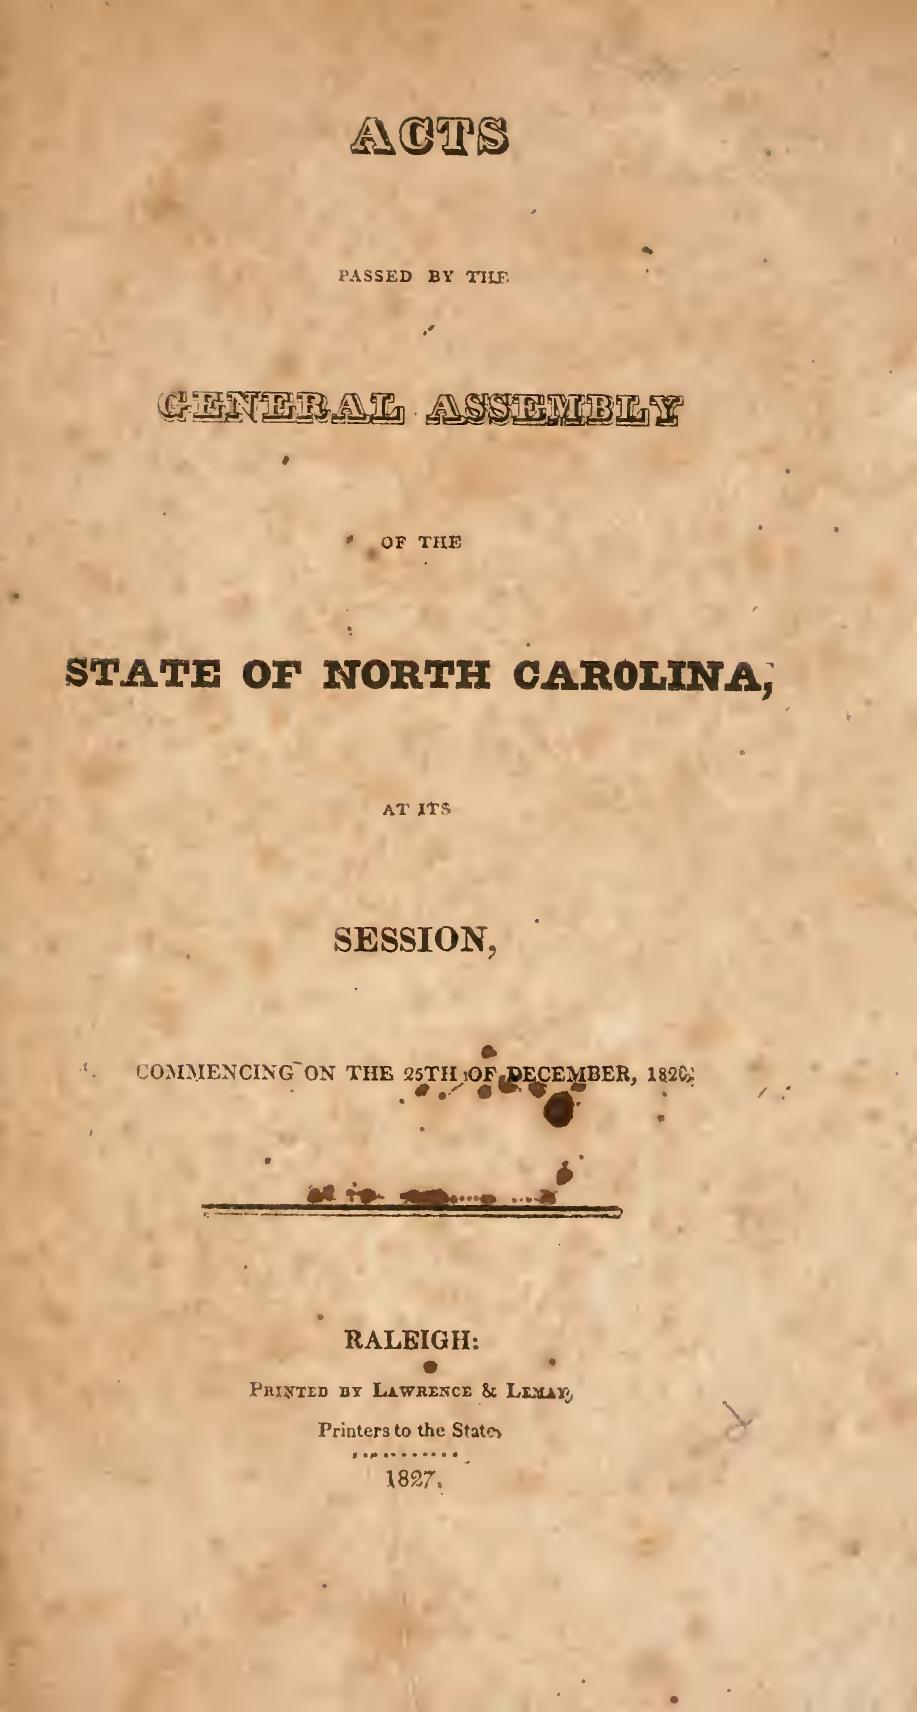 ACTS
PASSED BY THE
GENERAL ASSEMBLY
OF THE
STATE OF NORTH CAROLINA,
AT ITS
SESSION,
COMMENCING ON THE 25TH OF DECEMBER, 1826.
RALEIGH:
PRINTED BY LAWRENCE & LEMAY,
Printers to the State.
1827.